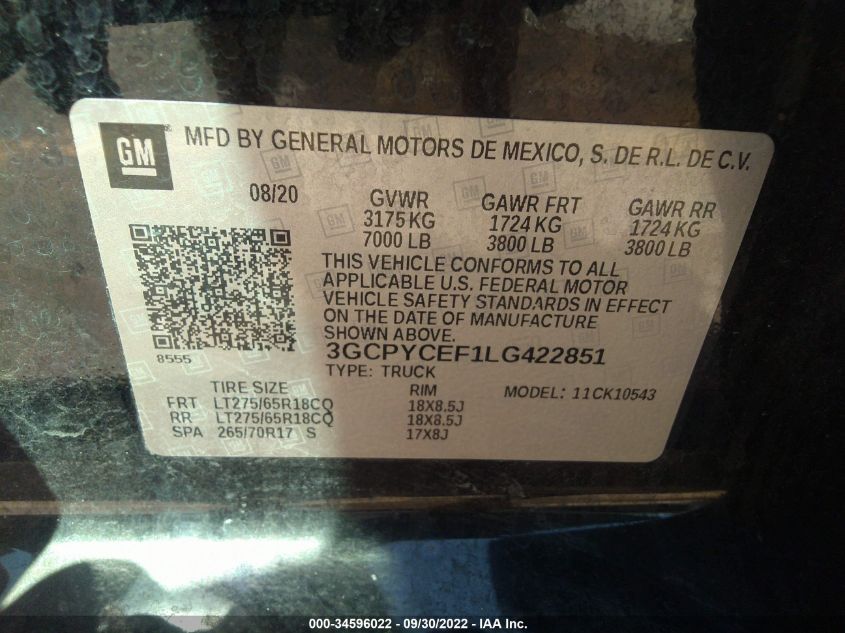 GM
MFD BY GENERAL MOTORS DE MEXICO, S. DE R.L. DE C.V.
08/20
GVWR
3175 KG
7000 LB
GAWR FRT
1724 KG
3800 LB
GAWR RR
1724 KG
3800 LB
THIS VEHICLE CONFORMS TO ALL
APPLICABLE U.S. FEDERAL MOTOR
VEHICLE SAFETY STANDARDS IN EFFECT
ON THE DATE OF MANUFACTURE
SHOWN ABOVE.
8555
3GCPYCEF1LG422851
TYPE: TRUCK
MODEL: 11CK10543
TIRE SIZE RIM
FRT LT275/65R18CQ 18X8.5J
RR LT275/65R18CQ 18X8.5J
SPA 265/70R17 S 17X8J
000-34596022 - 09/30/2022 - IAA Inc.